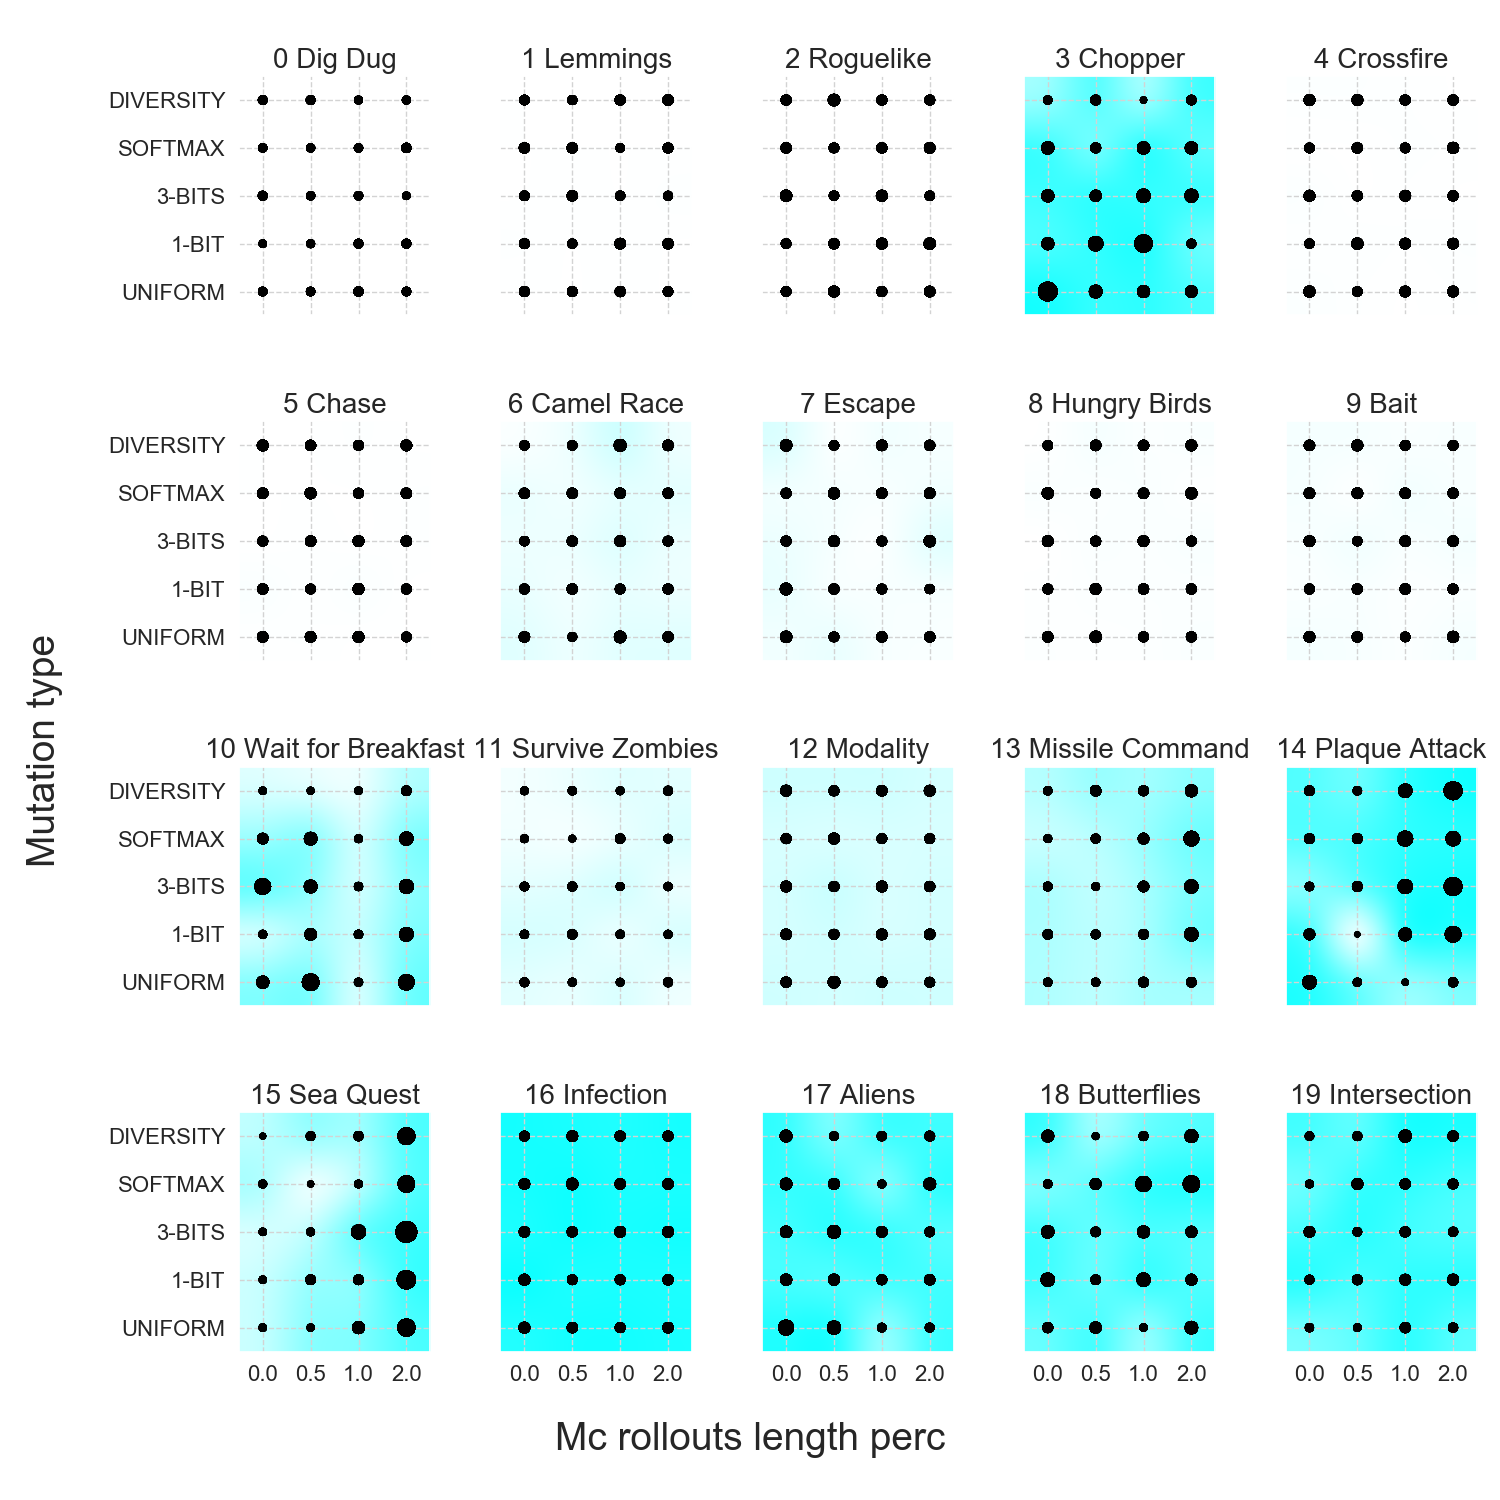 0 Dig Dug
1 Lemmings
2 Roguelike
3 Chopper
4 Crossfire
DIVERSITY
SOFTMAX
3-BITS
1-BIT
UNIFORM
5 Chase
6 Camel Race
7 Escape
8 Hungry Birds
9 Bait
DIVERSITY
SOFTMAX
3-BITS
1-BIT
UNIFORM
Mutation type
10 Wait for Breakfast
11 Survive Zombies
12 Modality
13 Missile Command
14 Plaque Attack
DIVERSITY
SOFTMAX
3-BITS
1-BIT
UNIFORM
15 Sea Quest
16 Infection
17 Aliens
18 Butterflies
19 Intersection
DIVERSITY
SOFTMAX
3-BITS
1-BIT
UNIFORM
0.0 0.5 1.0 2.0
0.0 0.5 1.0 2.0
0.0 0.5 1.0 2.0
0.0 0.5 1.0 2.0
0.0 0.5 1.0 2.0
Mc rollouts length perc